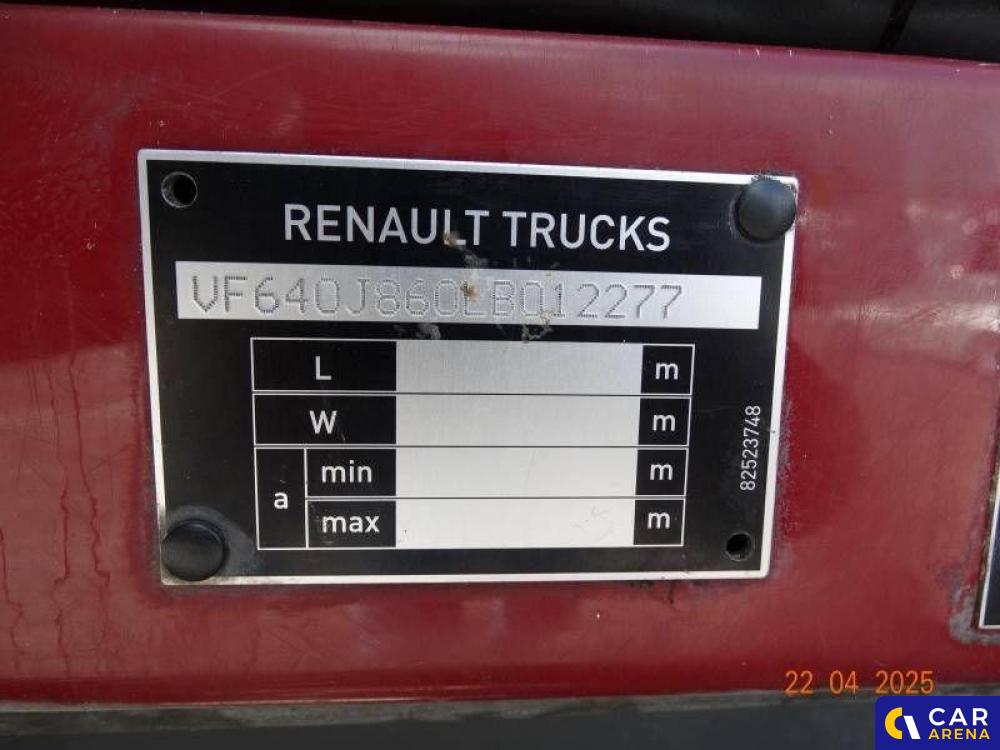 RENAULT TRUCKS
VF640J860LB012277
L m
W m
a min m
max m
82523748
22 04 2025
CAR
ARENA